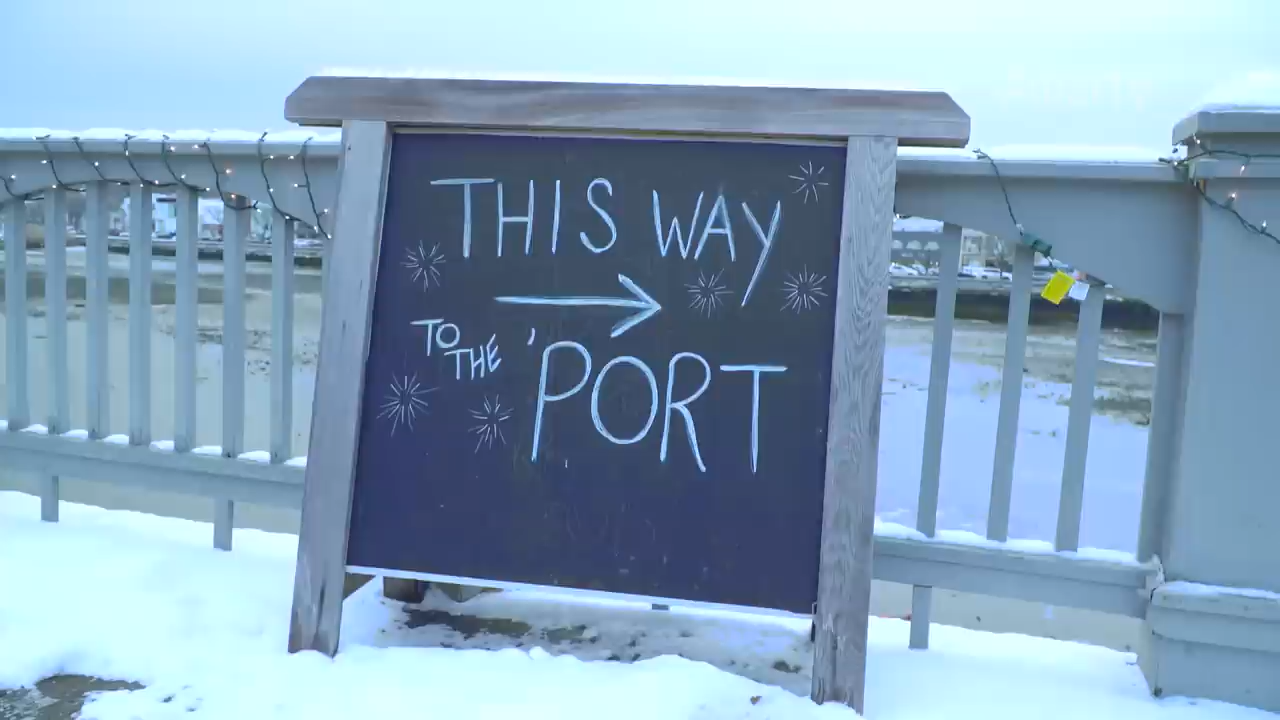 THIS WAY
→
TO THE 'PORT